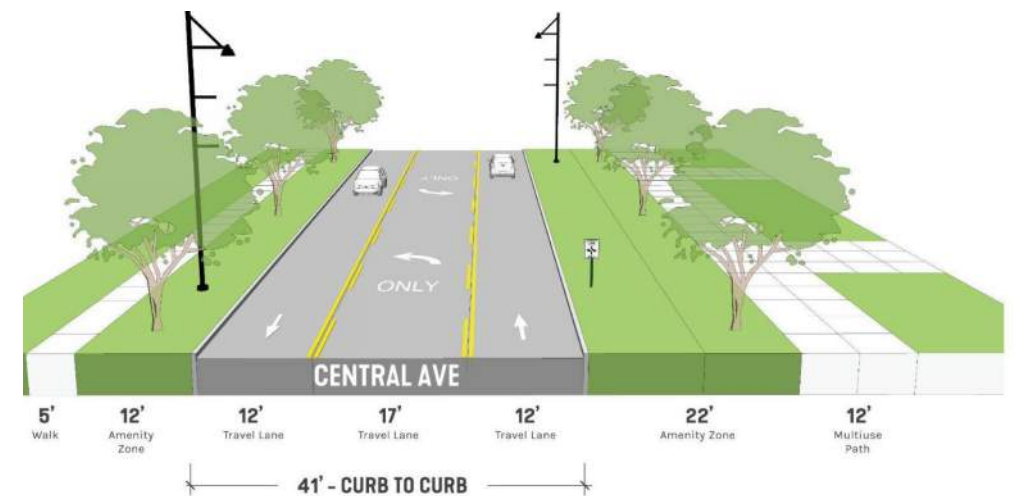 ONLY
ONLY
CENTRAL AVE
5' 12' 12' 17' 12' 22' 12'
Walk Amenity Zone Travel Lane Travel Lane Travel Lane Amenity Zone Multiuse Path
41' - CURB TO CURB